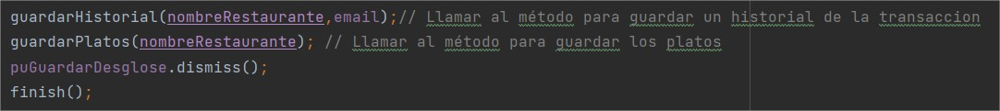 guardarHistorial(nombreRestaurante,email);// Llamar al método para guardar un historial de la transaccion
guardarPlatos(nombreRestaurante); // Llamar al método para guardar los platos
puGuardarDesglose.dismiss();
finish();